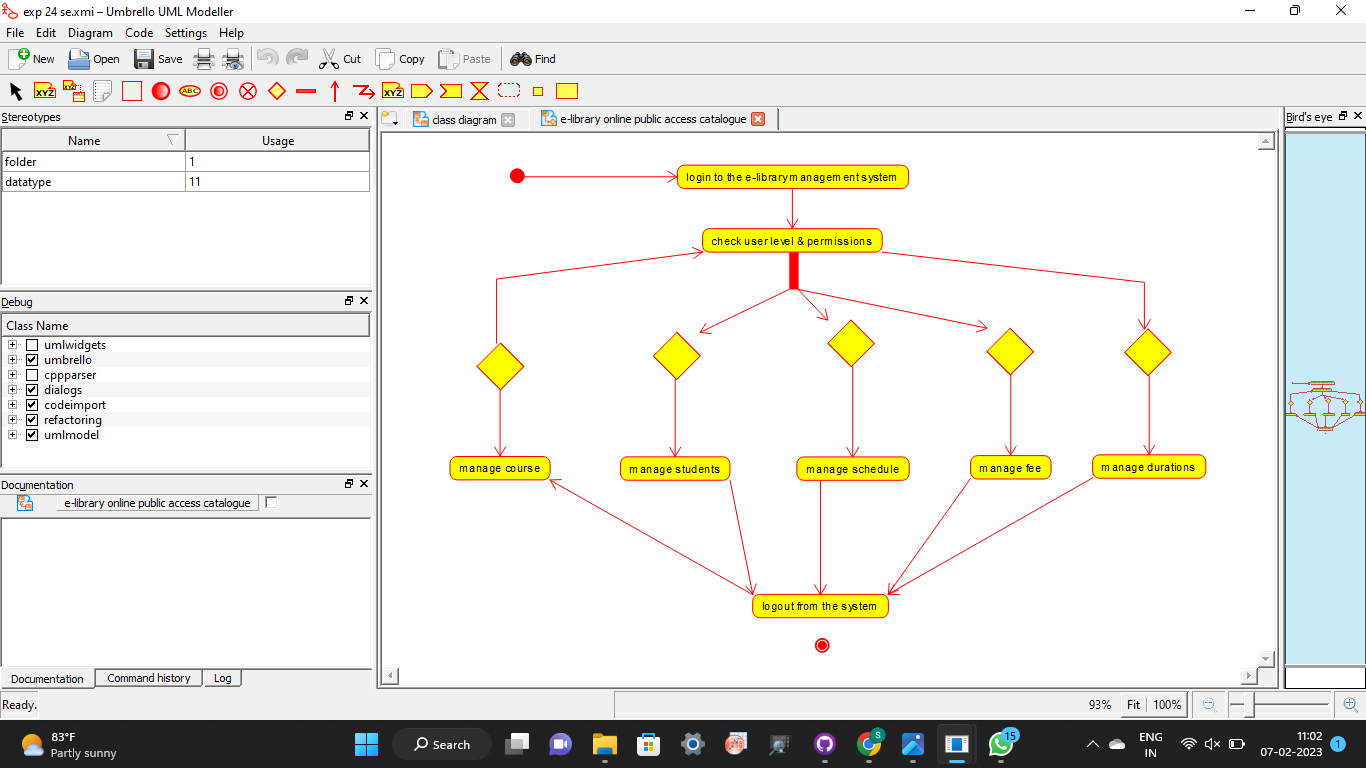 exp 24 se.xmi – Umbrello UML Modeller
File Edit Diagram Code Settings Help
New Open Save Cut Copy Paste Find
XYZ XYZ ABC XYZ
Stereotypes
Name Usage
folder 1
datatype 11
Debug
Class Name
umlwidgets
umbrello
cppparser
dialogs
codeimport
refactoring
umlmodel
Documentation
e-library online public access catalogue
Documentation Command history Log
class diagram e-library online public access catalogue
login to the e-library management system
check user level & permissions
manage course manage students manage schedule manage fee manage durations
logout from the system
Bird's eye
Ready. 93% Fit 100%
83°F
Partly sunny
Search
S
15
ENG
IN
11:02
07-02-2023
1